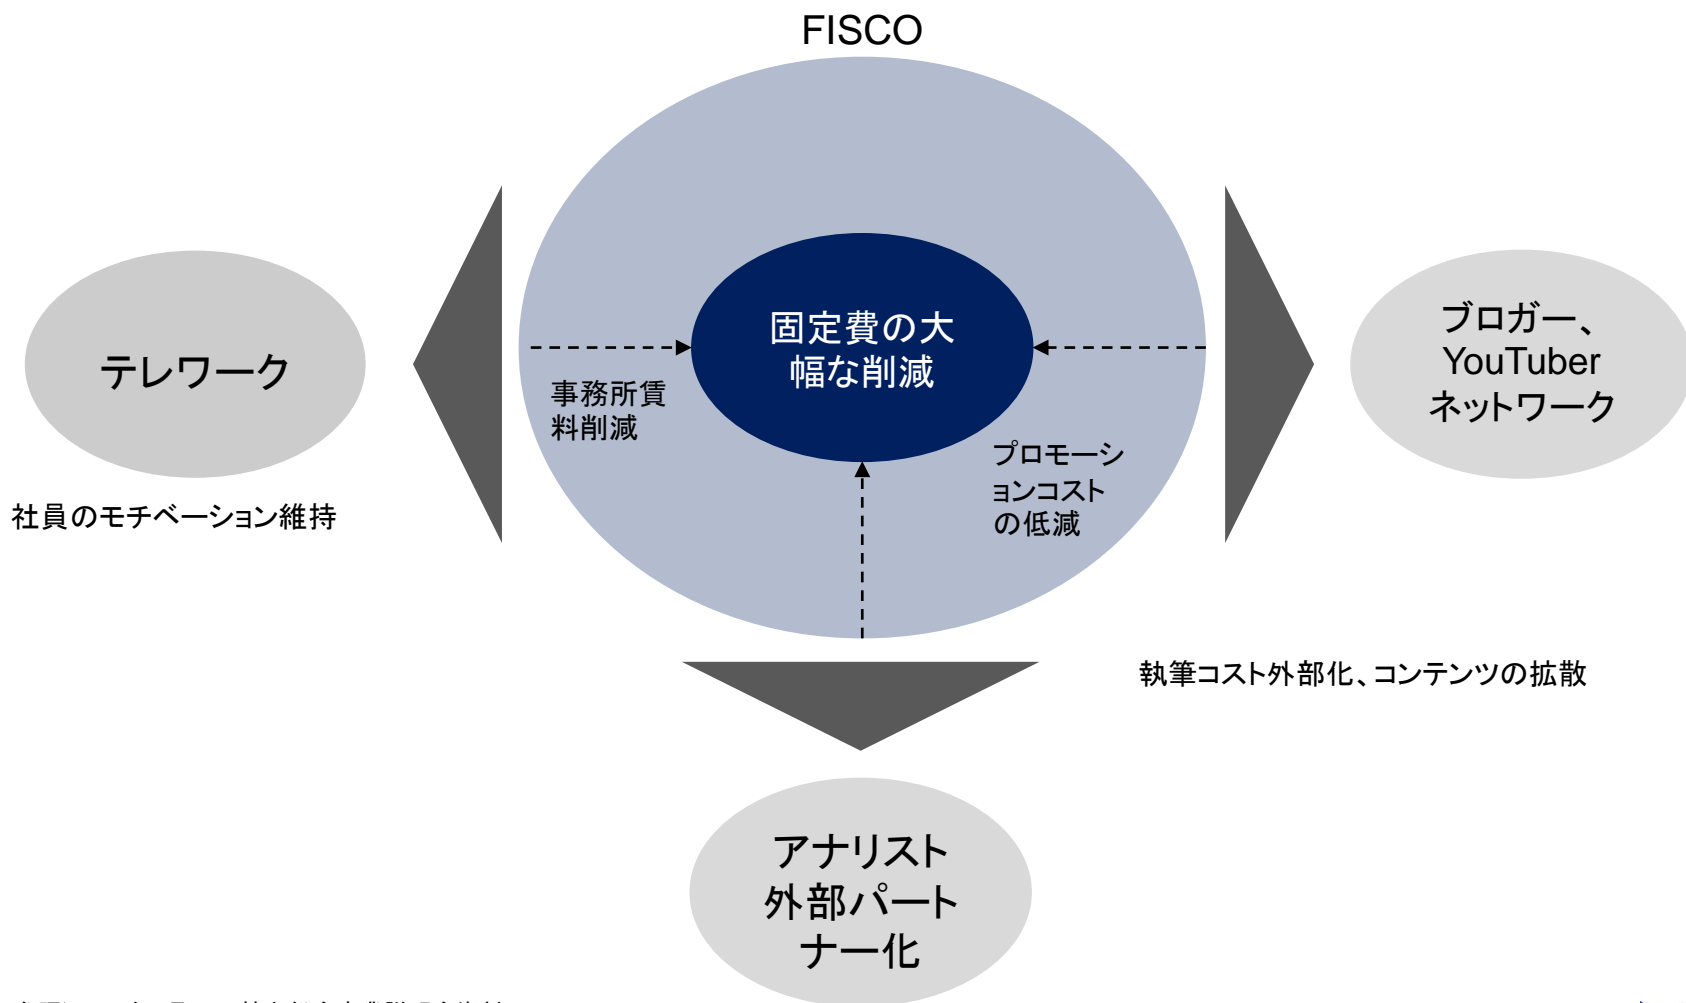 FISCO
固定費の大
幅な削減
テレワーク
事務所賃
料削減
ブロガー、
YouTuber
ネットワーク
プロモーシ
ョンコスト
の低減
社員のモチベーション維持
執筆コスト外部化、コンテンツの拡散
アナリスト
外部パート
ナー化